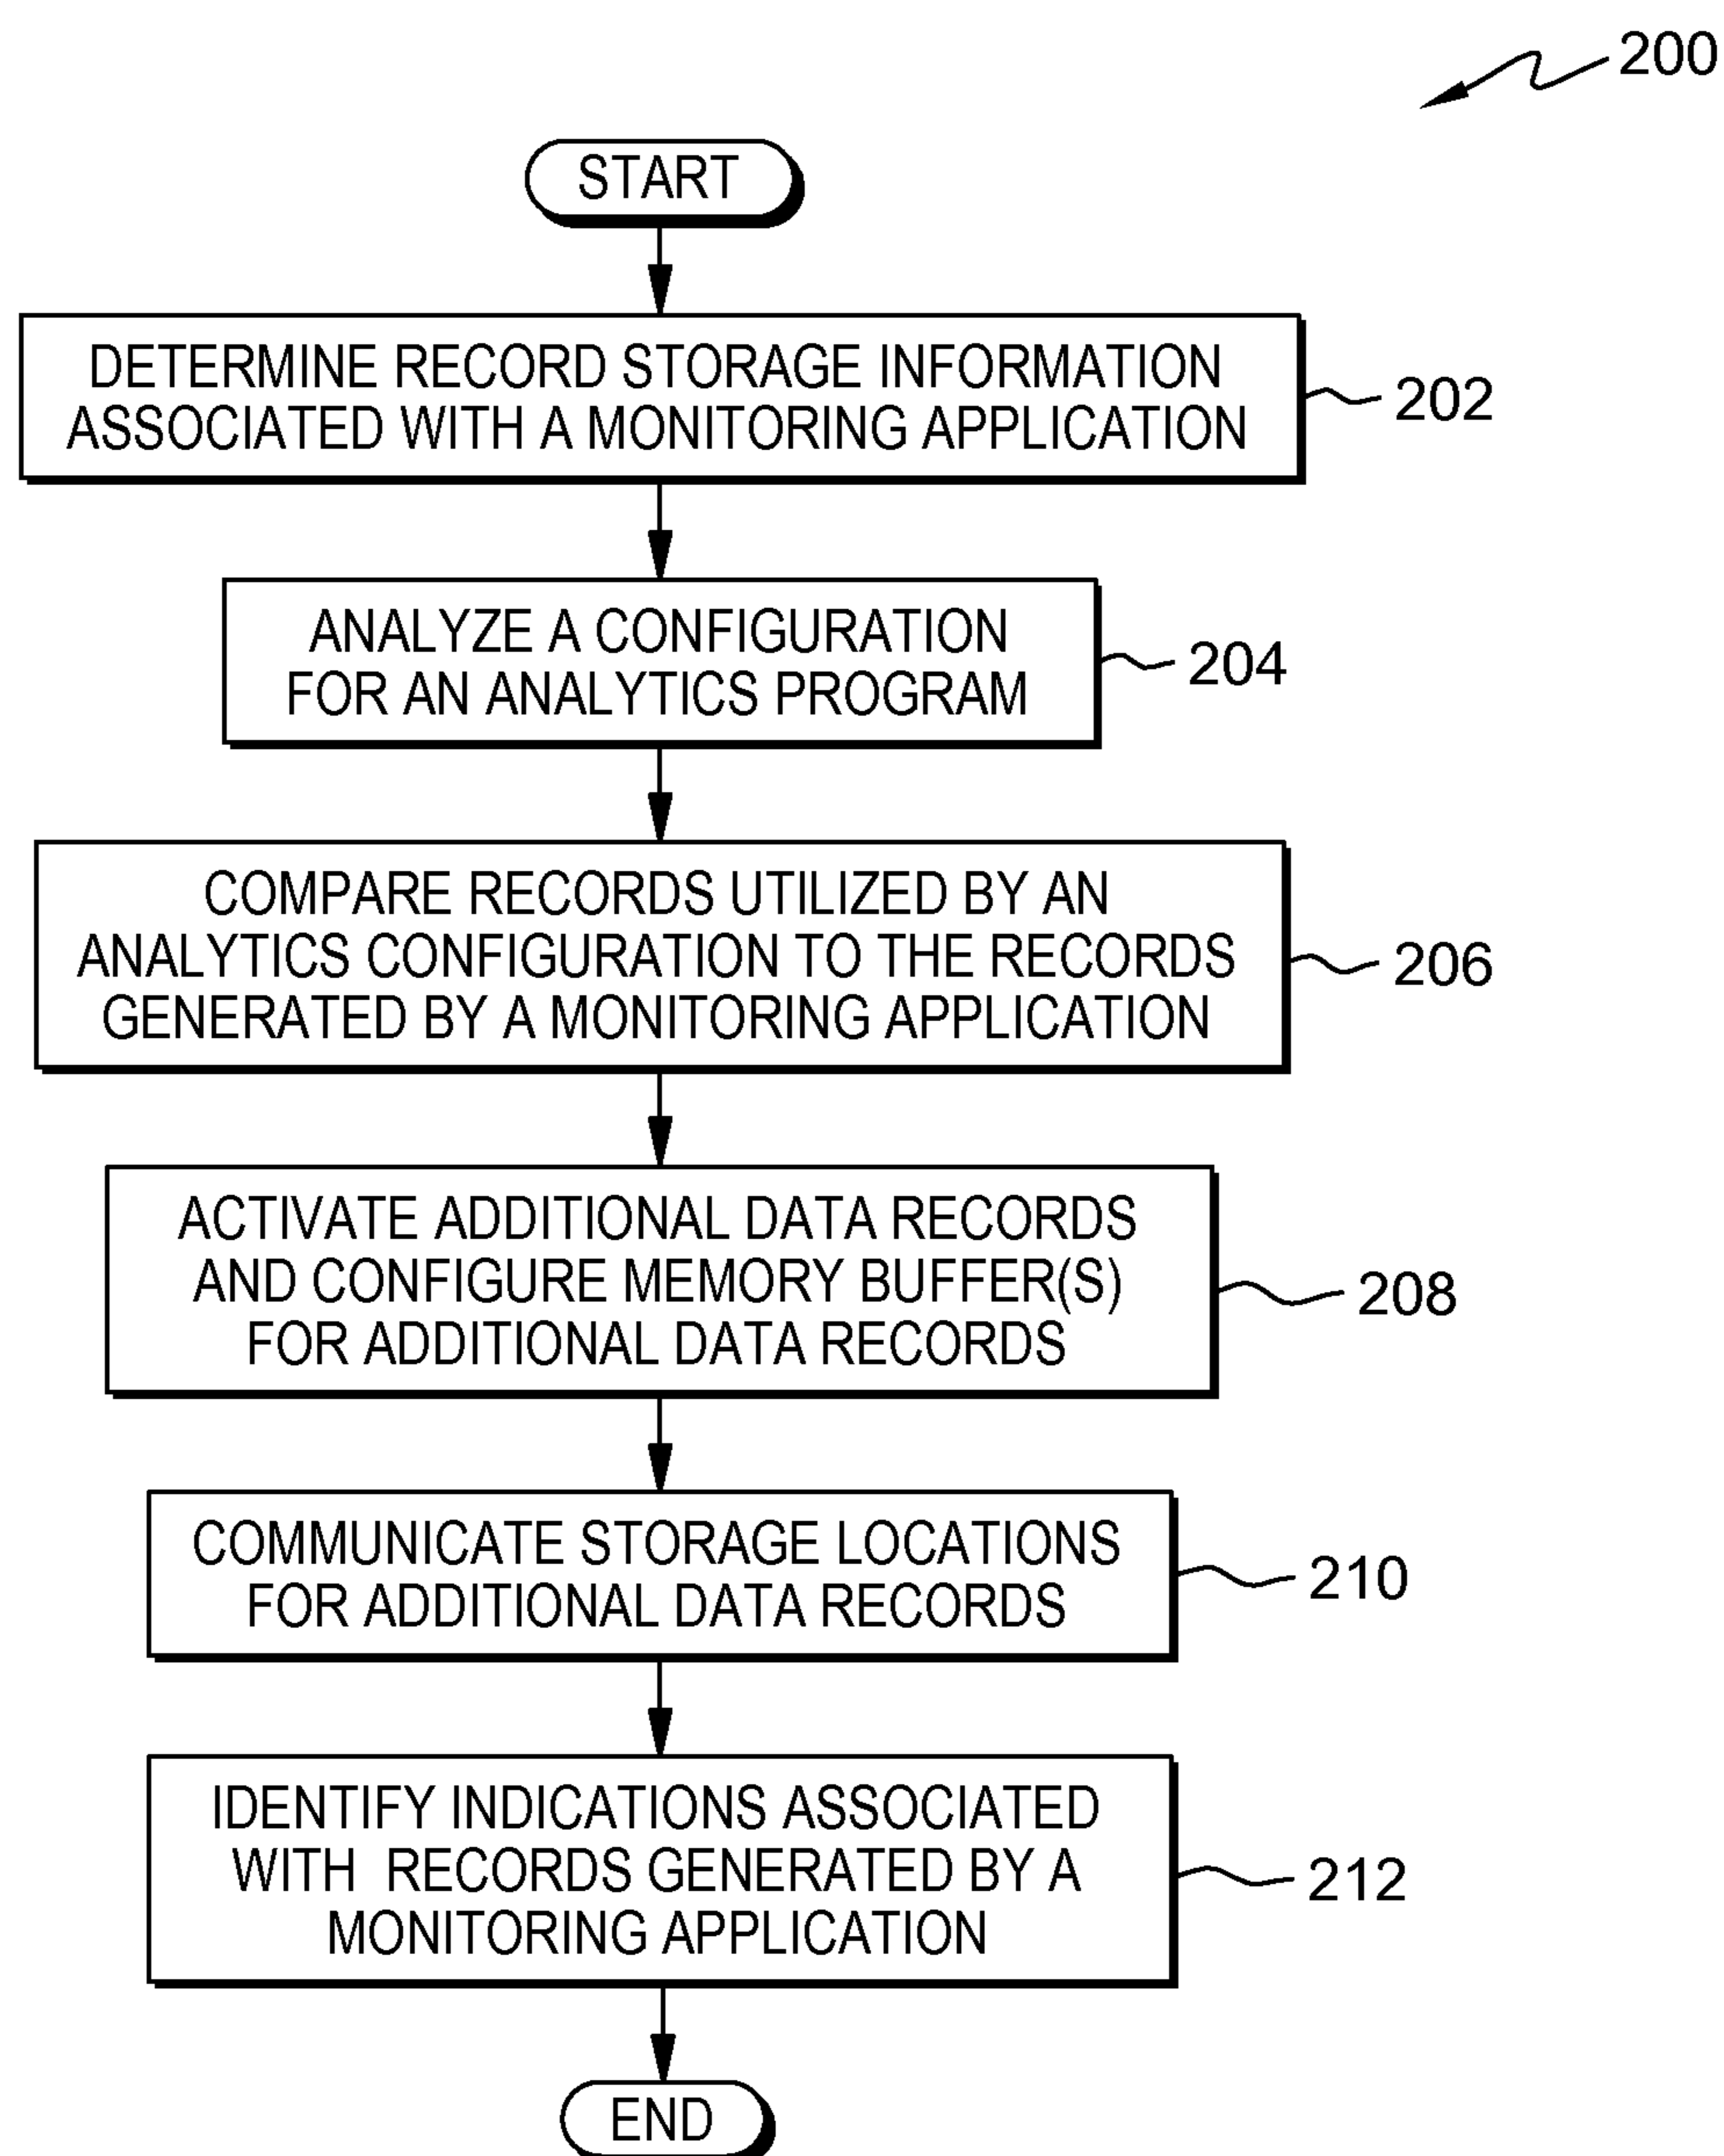 200
START
DETERMINE RECORD STORAGE INFORMATION
ASSOCIATED WITH A MONITORING APPLICATION
202
ANALYZE A CONFIGURATION
FOR AN ANALYTICS PROGRAM
204
COMPARE RECORDS UTILIZED BY AN
ANALYTICS CONFIGURATION TO THE RECORDS
GENERATED BY A MONITORING APPLICATION
206
ACTIVATE ADDITIONAL DATA RECORDS
AND CONFIGURE MEMORY BUFFER(S)
FOR ADDITIONAL DATA RECORDS
208
COMMUNICATE STORAGE LOCATIONS
FOR ADDITIONAL DATA RECORDS
210
IDENTIFY INDICATIONS ASSOCIATED
WITH RECORDS GENERATED BY A
MONITORING APPLICATION
212
END